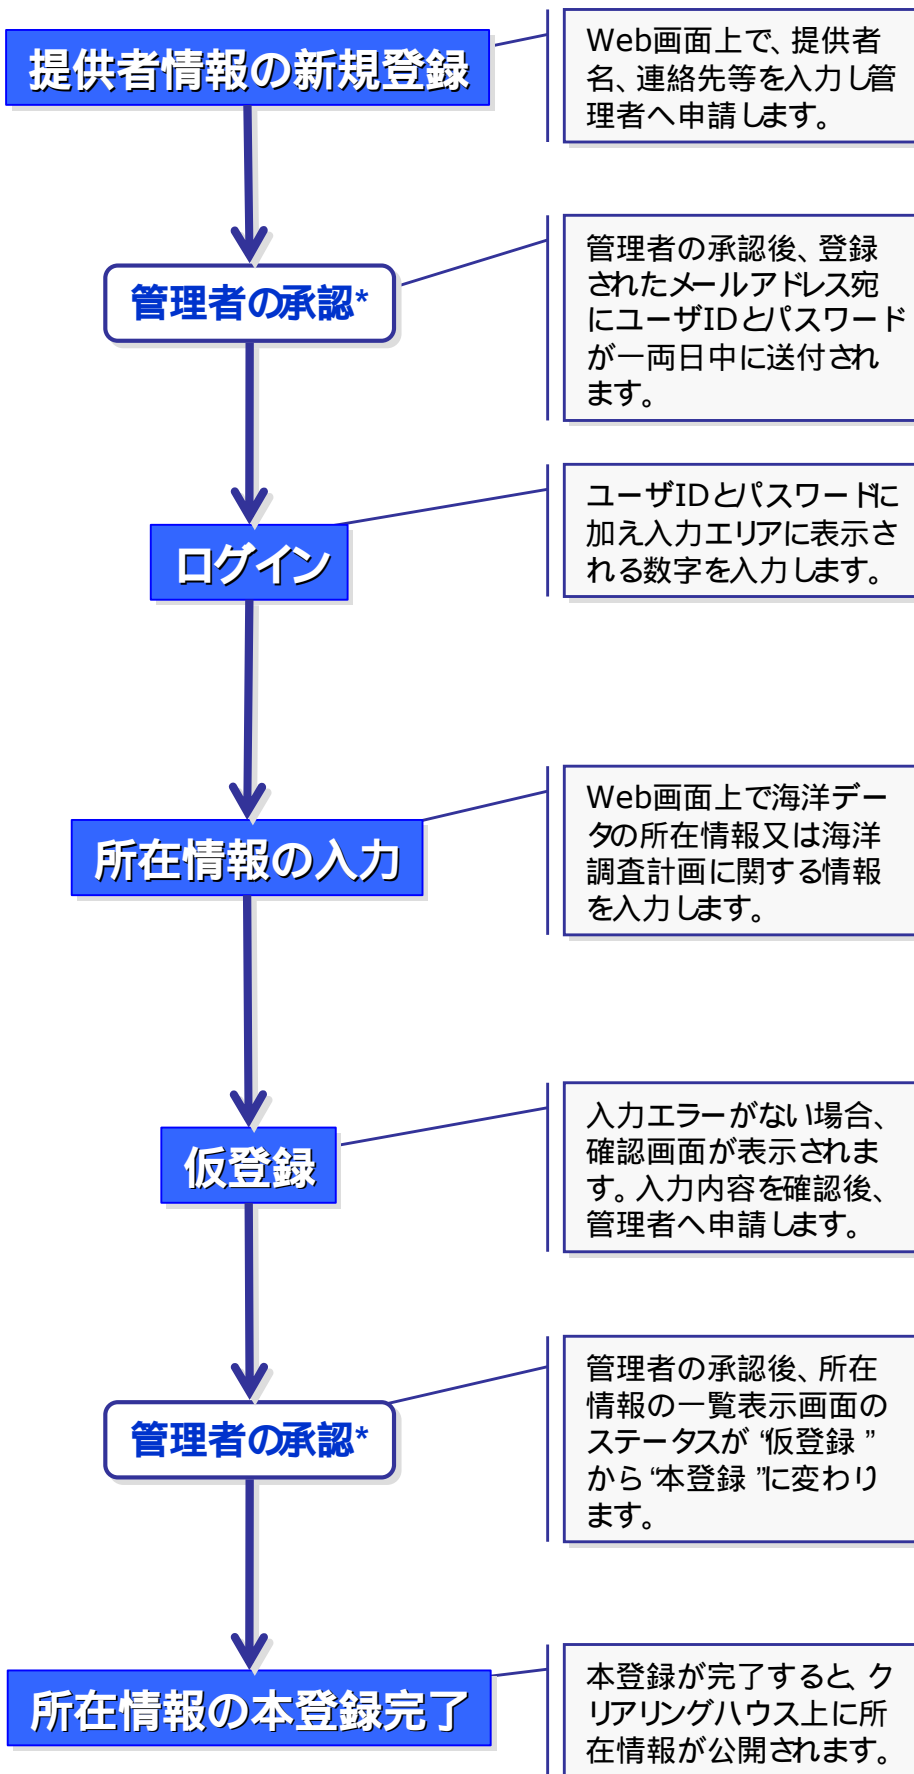 提供者情報の新規登録
Web画面上で、提供者
名、連絡先等を入力し管
理者へ申請します。
管理者の承認*
管理者の承認後、登録
されたメールアドレス宛
にユーザIDとパスワード
が一両日中に送付され
ます。
ログイン
ユーザIDとパスワードに
加え入力エリアに表示さ
れる数字を入力します。
所在情報の入力
Web画面上で海洋デー
タの所在情報又は海洋
調査計画に関する情報
を入力します。
仮登録
入力エラーがない場合、
確認画面が表示されま
す。入力内容を確認後、
管理者へ申請します。
管理者の承認*
管理者の承認後、所在
情報の一覧表示画面の
ステータスが“仮登録”
から“本登録”に変わり
ます。
所在情報の本登録完了
本登録が完了すると、ク
リアリングハウス上に所
在情報が公開されます。